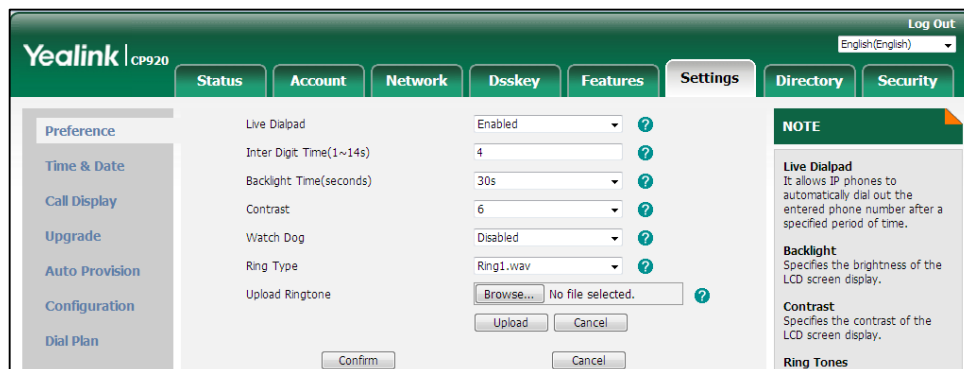 Log Out
Yealink CP920
English(English)
Status Account Network Dsskey Features Settings Directory Security
Preference
Time & Date
Call Display
Upgrade
Auto Provision
Configuration
Dial Plan
Live Dialpad Enabled ?
Inter Digit Time(1~14s) 4 ?
Backlight Time(seconds) 30s ?
Contrast 6 ?
Watch Dog Disabled ?
Ring Type Ring1.wav ?
Upload Ringtone Browse... No file selected. ?
Upload Cancel
Confirm Cancel
NOTE
Live Dialpad
It allows IP phones to
automatically dial out the
entered phone number after a
specified period of time.
Backlight
Specifies the brightness of the
LCD screen display.
Contrast
Specifies the contrast of the
LCD screen display.
Ring Tones